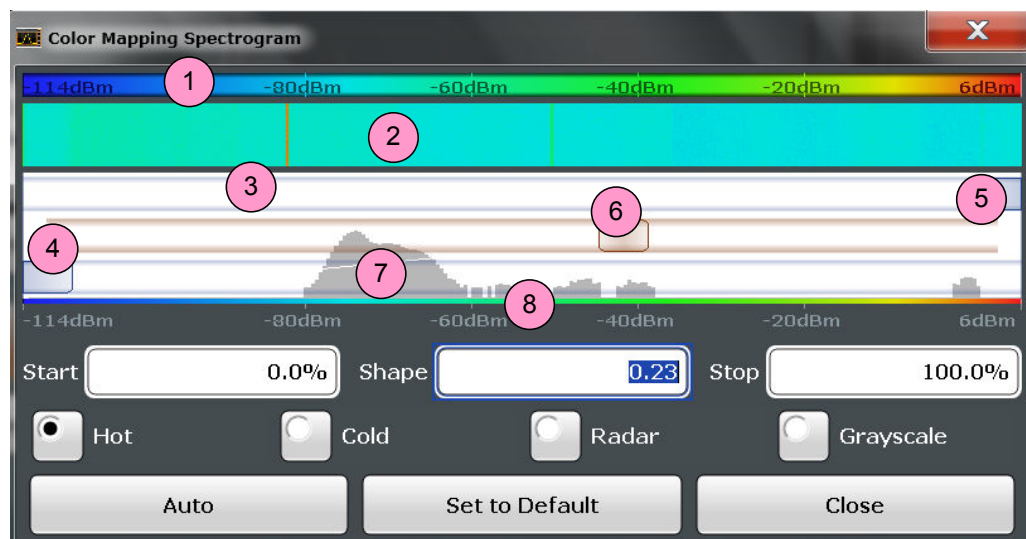 Color Mapping Spectrogram
X
-114dBm -80dBm -60dBm -40dBm -20dBm 6dBm
1
2
3
4
5
6
7
8
-114dBm -80dBm -60dBm -40dBm -20dBm 6dBm
Start 0.0% Shape 0.23 Stop 100.0%
Hot Cold Radar Grayscale
Auto Set to Default Close